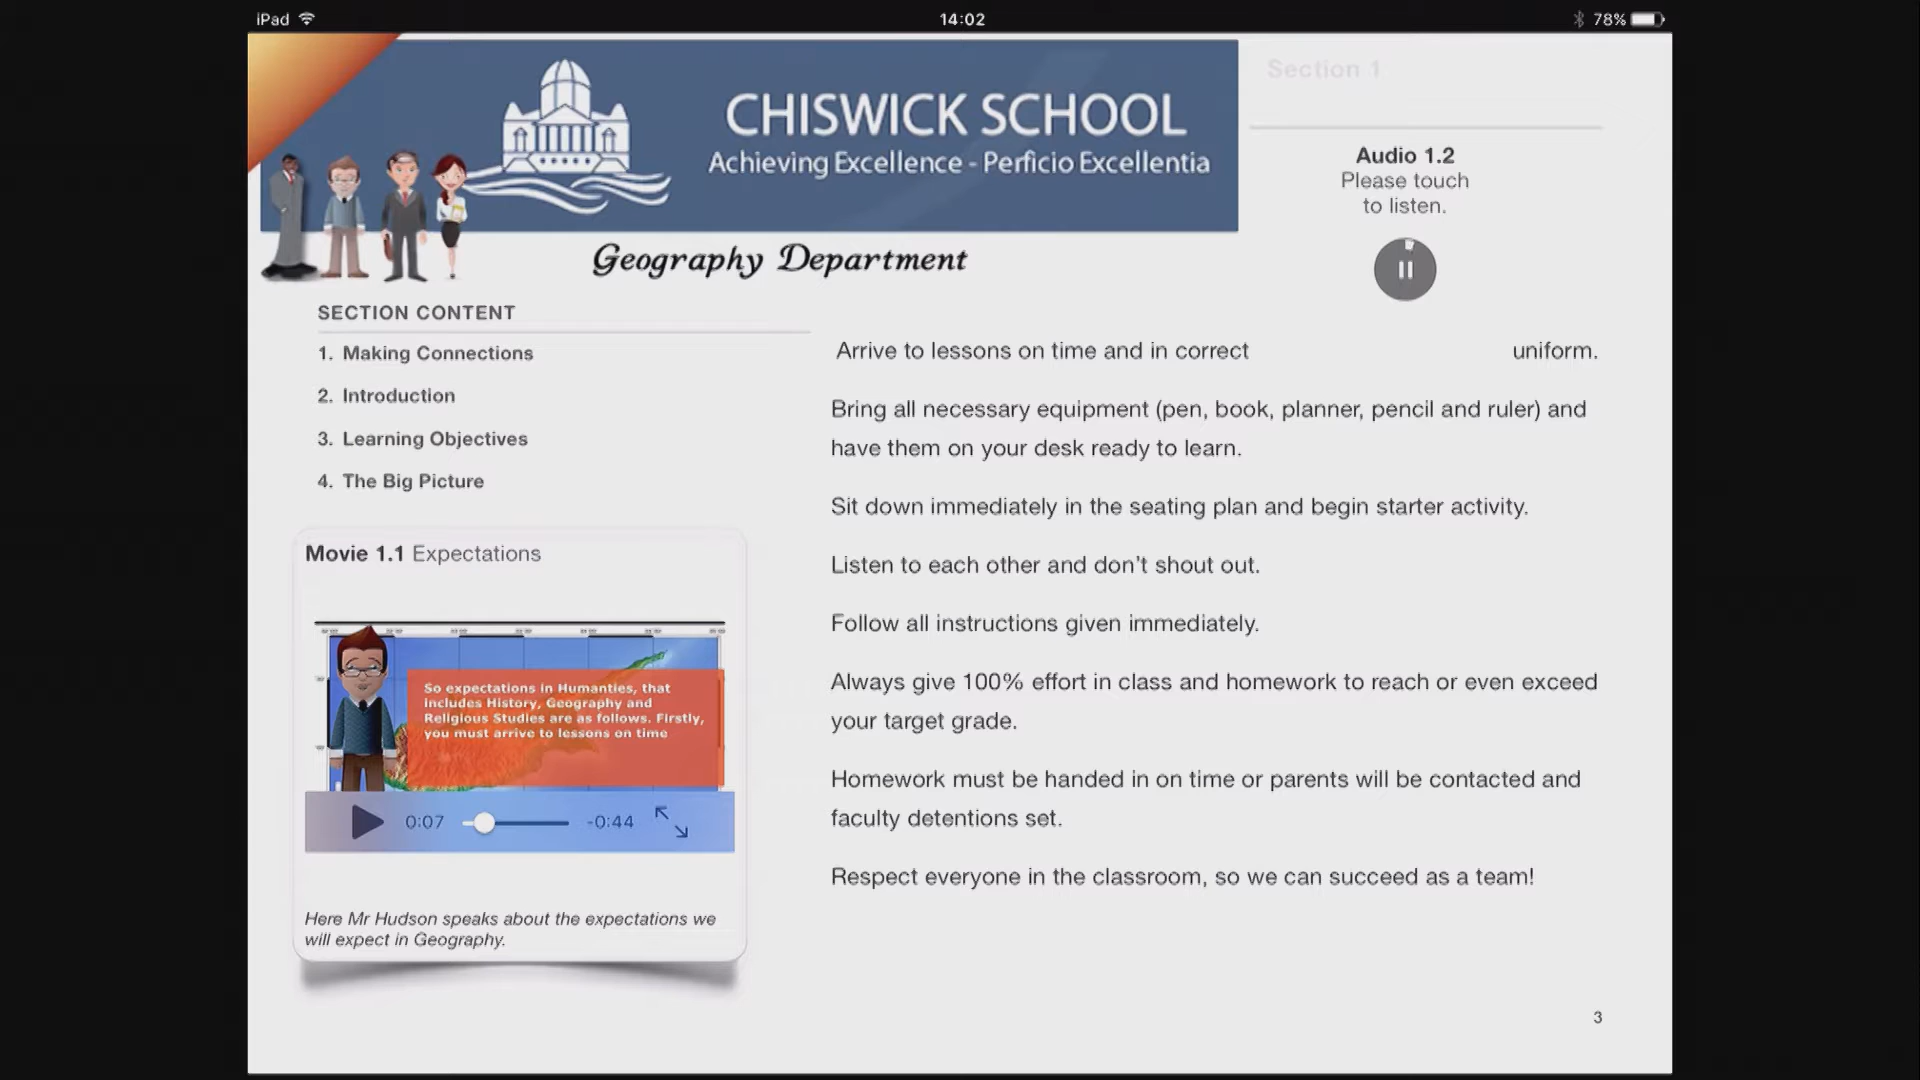 iPad
14:02
78%
CHISWICK SCHOOL
Achieving Excellence - Perficio Excellentia
Section 1
Audio 1.2
Please touch
to listen.
Geography Department
SECTION CONTENT
1. Making Connections
2. Introduction
3. Learning Objectives
4. The Big Picture
Movie 1.1 Expectations
So expectations in Humanties, that
includes History, Geography and
Religious Studies are as follows. Firstly,
you must arrive to lessons on time
0:07
-0:44
Here Mr Hudson speaks about the expectations we
will expect in Geography.
Arrive to lessons on time and in correct uniform.
Bring all necessary equipment (pen, book, planner, pencil and ruler) and
have them on your desk ready to learn.
Sit down immediately in the seating plan and begin starter activity.
Listen to each other and don't shout out.
Follow all instructions given immediately.
Always give 100% effort in class and homework to reach or even exceed
your target grade.
Homework must be handed in on time or parents will be contacted and
faculty detentions set.
Respect everyone in the classroom, so we can succeed as a team!
3